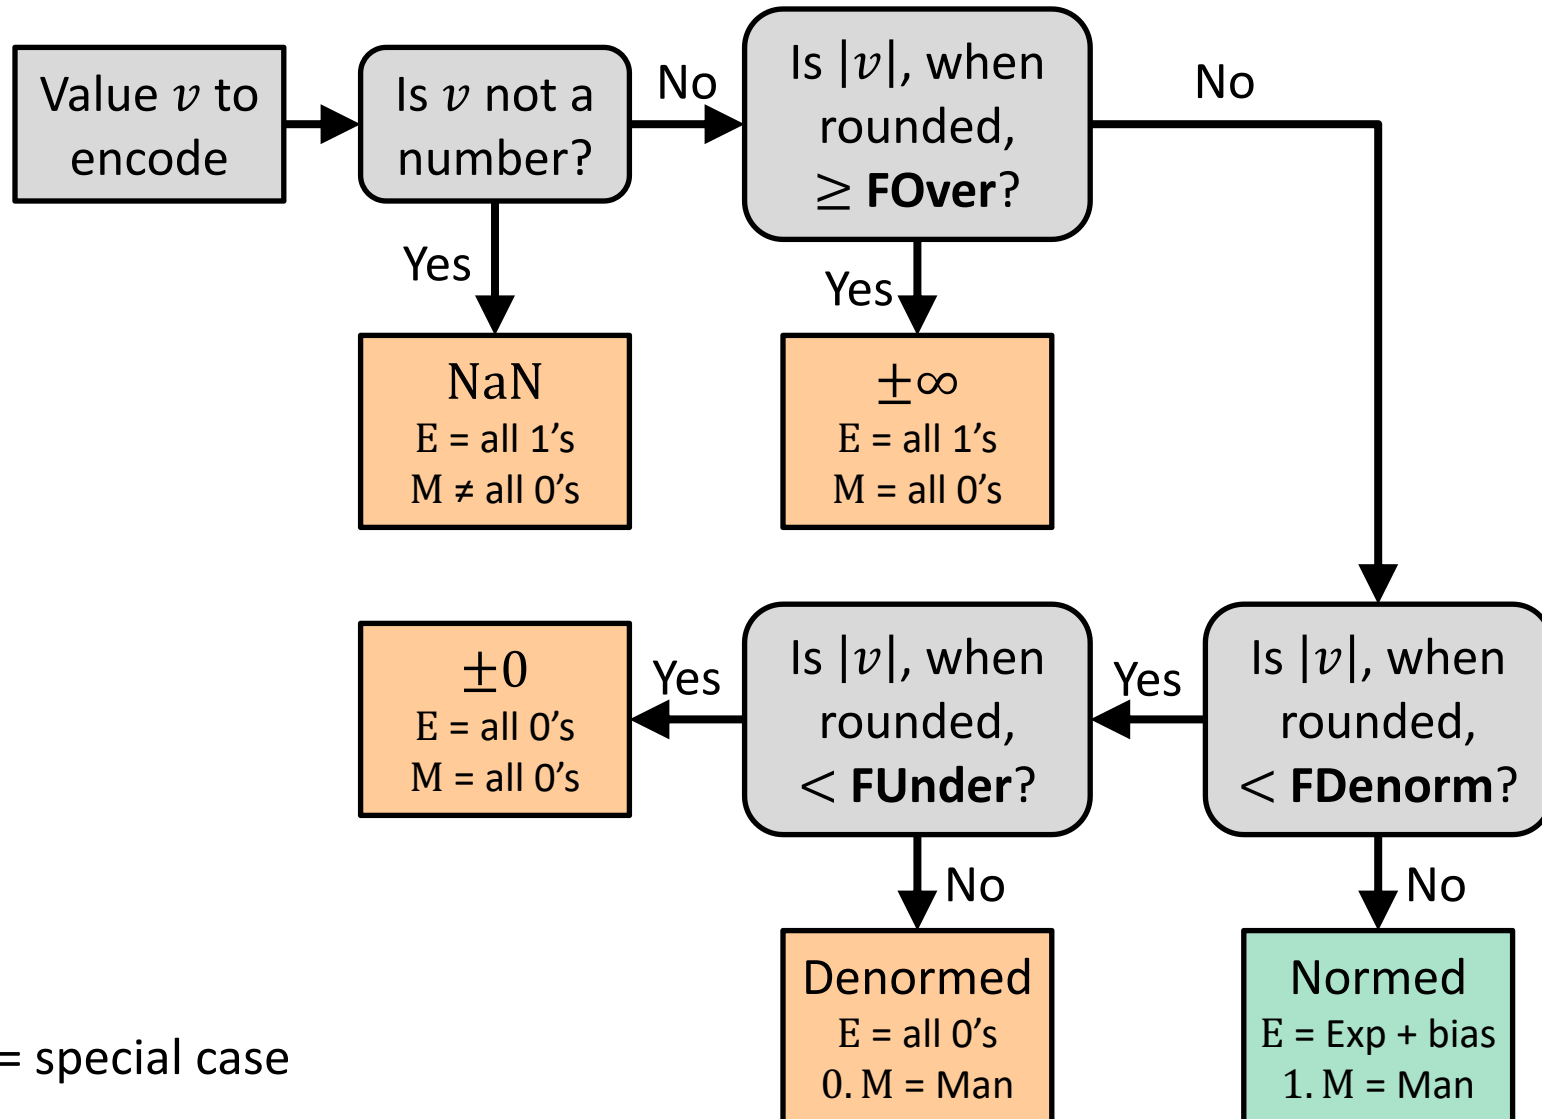 Value 𝑣 to
encode
Is 𝑣 not a
number?
No
Is |𝑣|, when
rounded,
≥ FOver?
No
Yes
Yes
NaN
E = all 1’s
M ≠ all 0’s
±∞
E = all 1’s
M = all 0’s
±0
E = all 0’s
M = all 0’s
Yes
Is |𝑣|, when
rounded,
< FUnder?
Yes
Is |𝑣|, when
rounded,
< FDenorm?
No
No
Denormed
E = all 0’s
0. M = Man
Normed
E = Exp + bias
1. M = Man
= special case